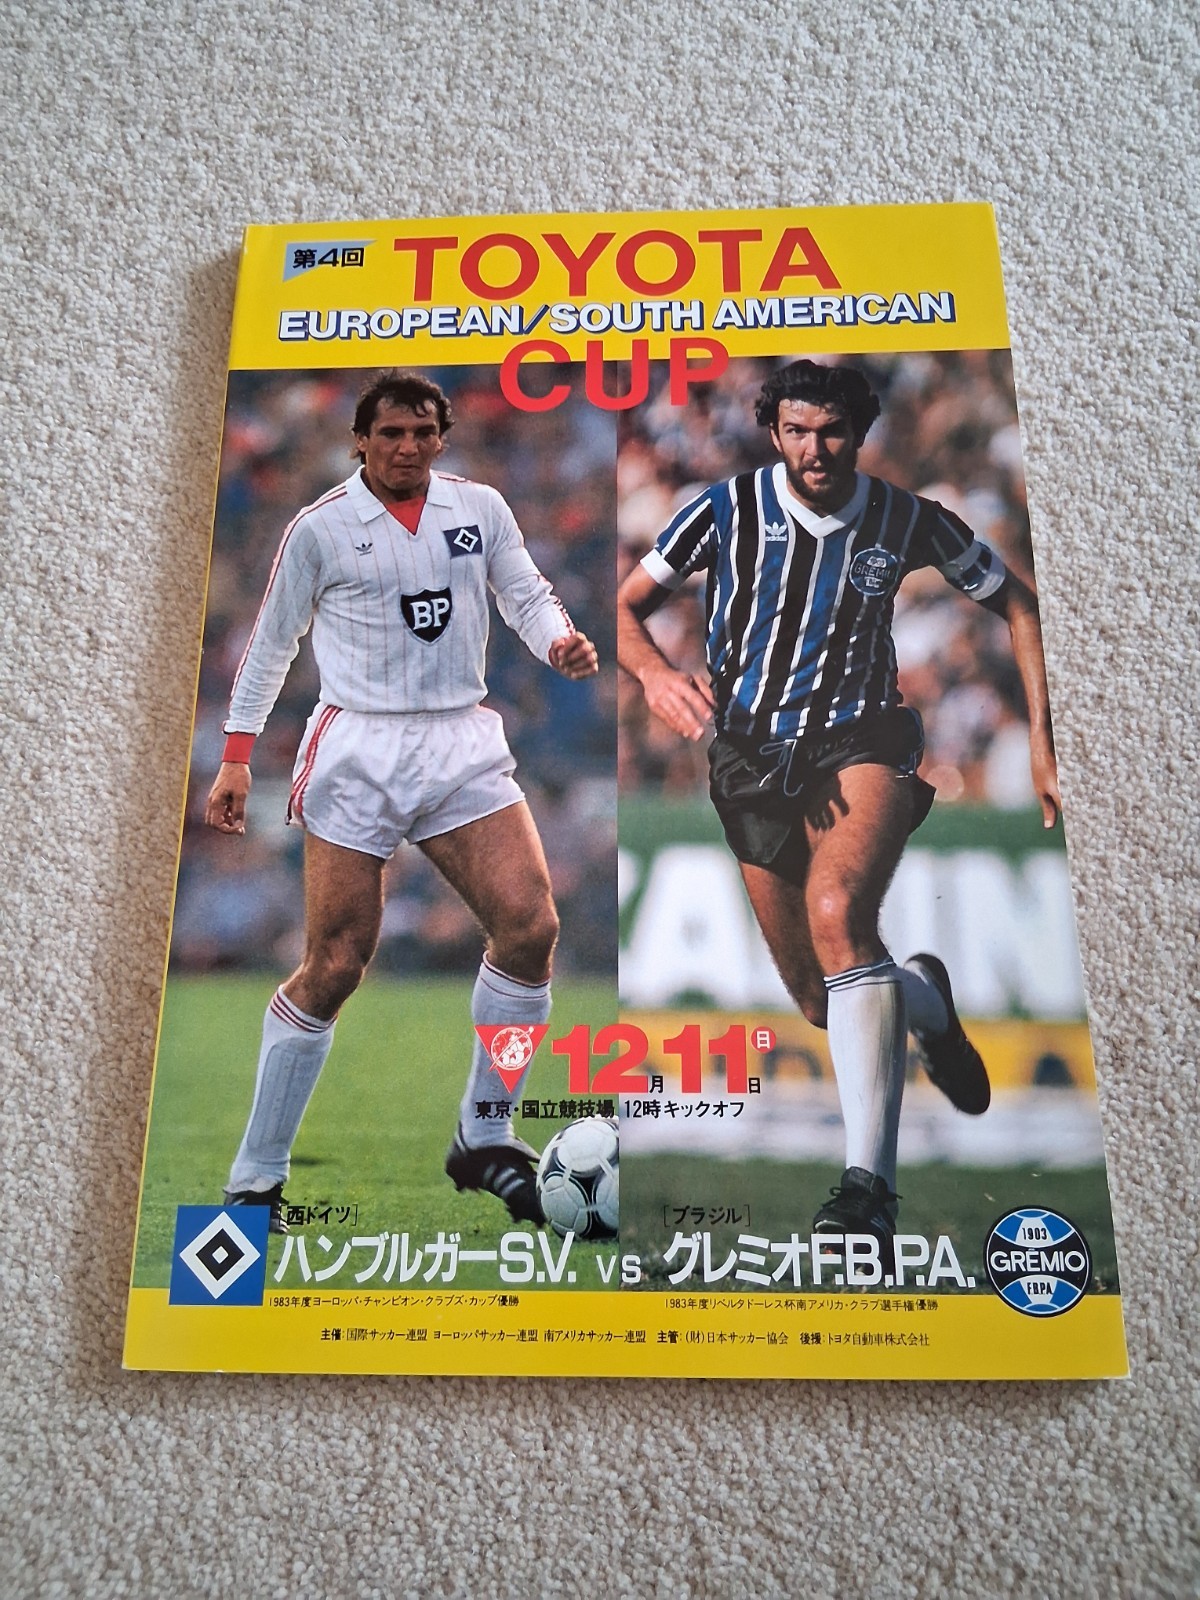 第4回
TOYOTA
EUROPEAN/SOUTH AMERICAN
CUP
adidas
BP
GRÊMIO
12月11日日
東京・国立競技場 12時キックオフ
[西ドイツ]
ハンブルガーS.V. vs
[ブラジル]
グレミオF.B.P.A.
1903
GRÊMIO
F.B.P.A.
1983年度ヨーロッパ・チャンピオン・クラブズ・カップ優勝
1983年度リベルタドーレス杯南アメリカ・クラブ選手権優勝
主催:国際サッカー連盟 ヨーロッパサッカー連盟 南アメリカサッカー連盟 主管:(財)日本サッカー協会 後援:トヨタ自動車株式会社